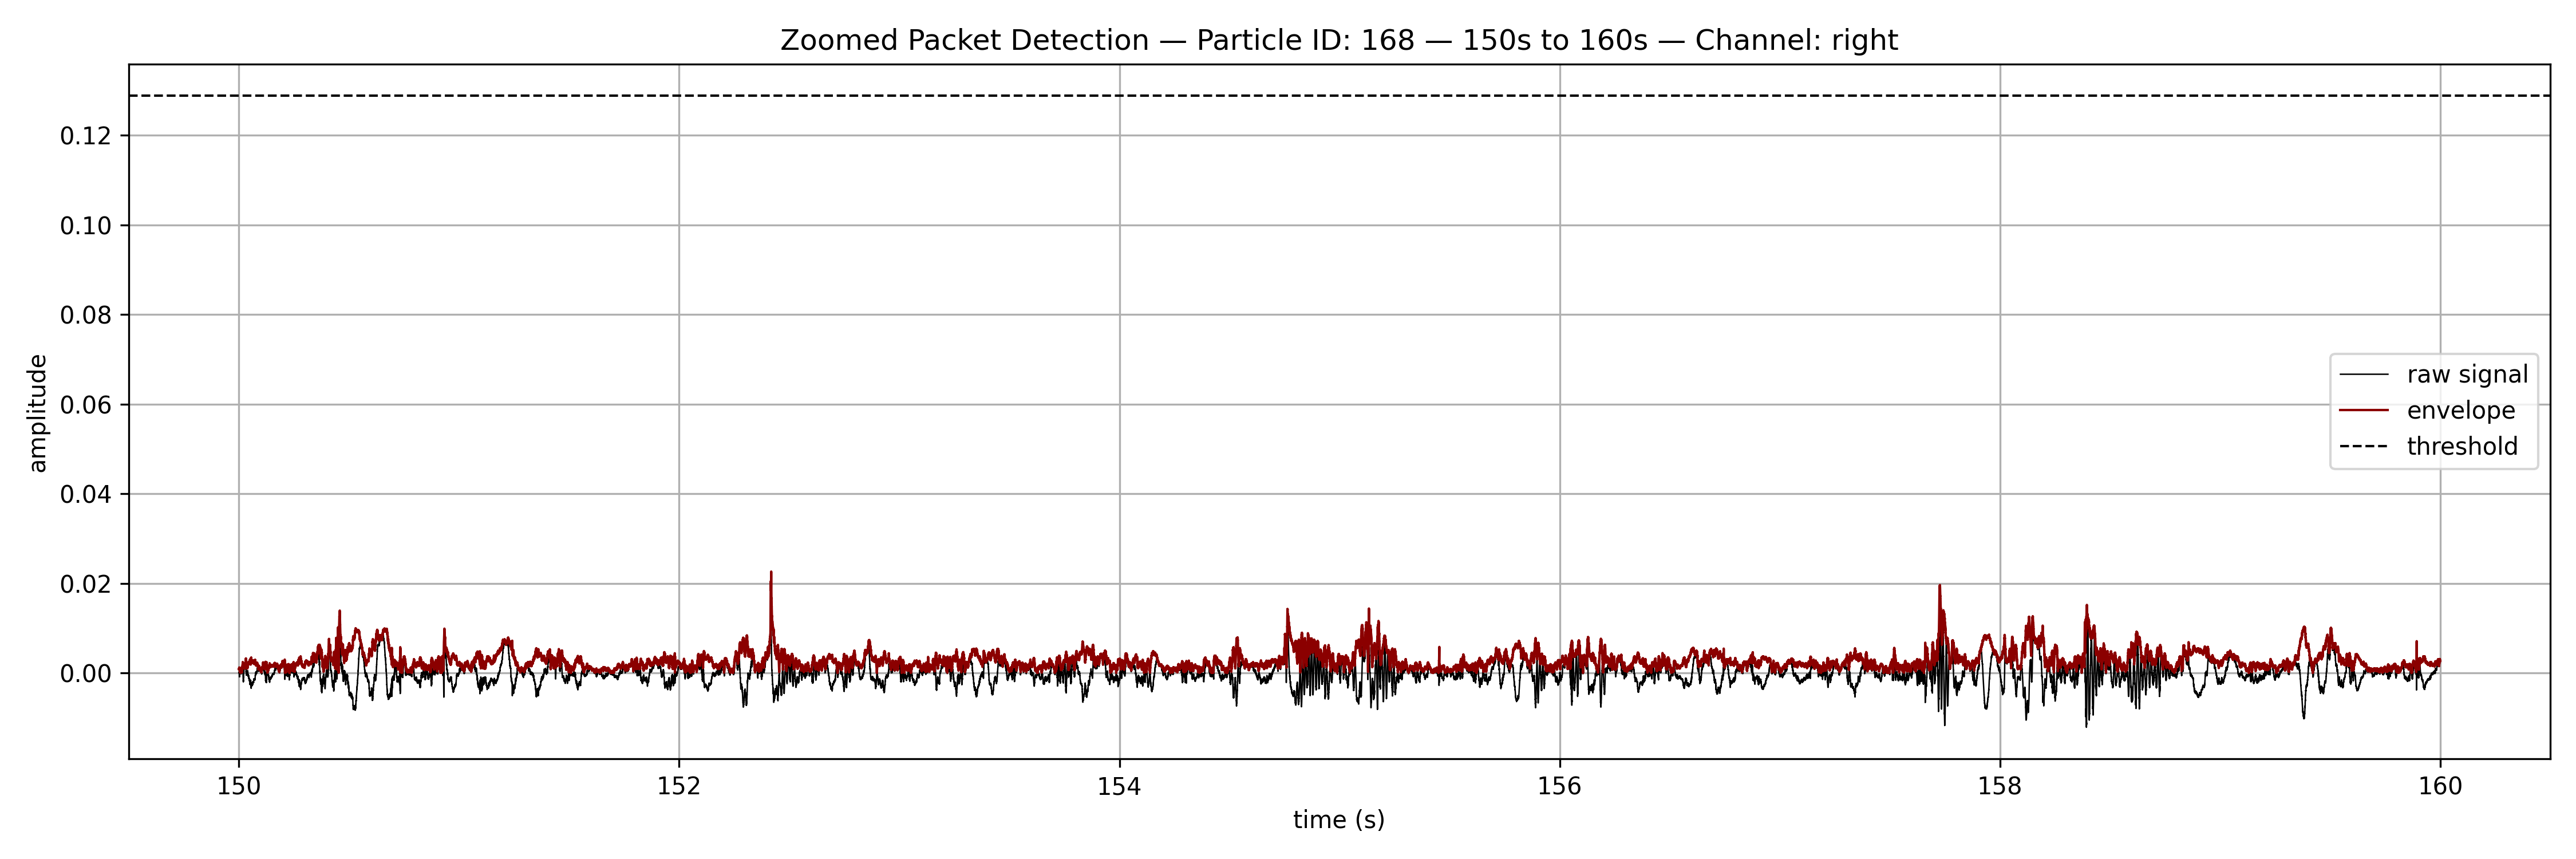 Zoomed Packet Detection — Particle ID: 168 — 150s to 160s — Channel: right
amplitude
0.12
0.10
0.08
0.06
0.04
0.02
0.00
raw signal
envelope
threshold
150
152
154
156
158
160
time (s)